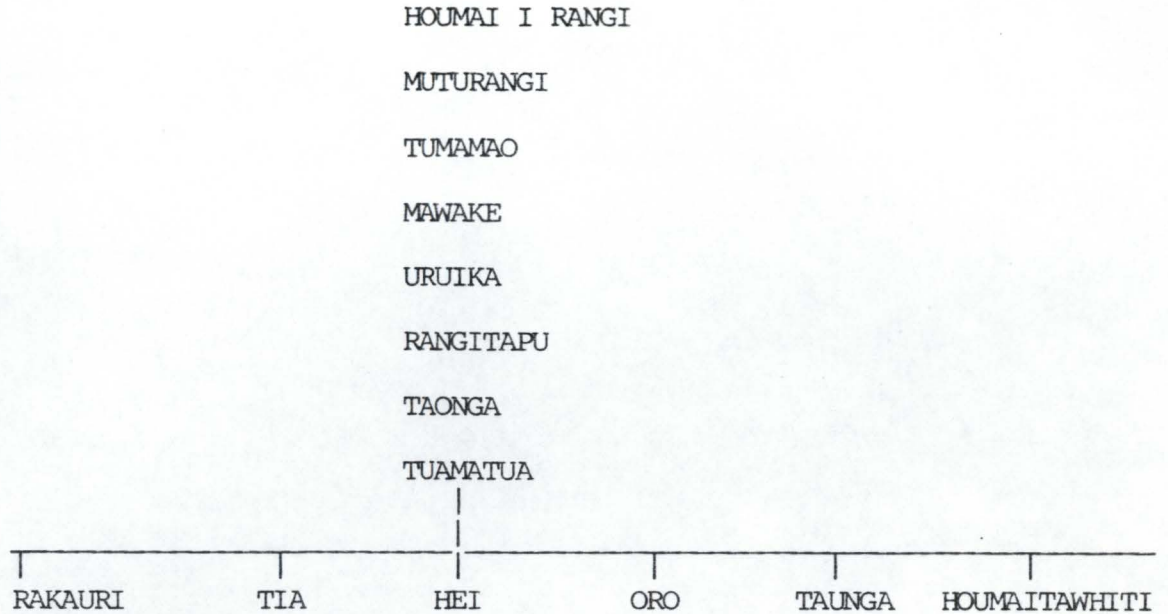 HOUMAI I RANGI
MUTURANGI
TUMAMAO
MAWAKE
URUIKA
RANGITAPU
TAONGA
TUAMATUA
RAKAURI TIA HEI ORO TAUNGA HOUMAITAWHITI